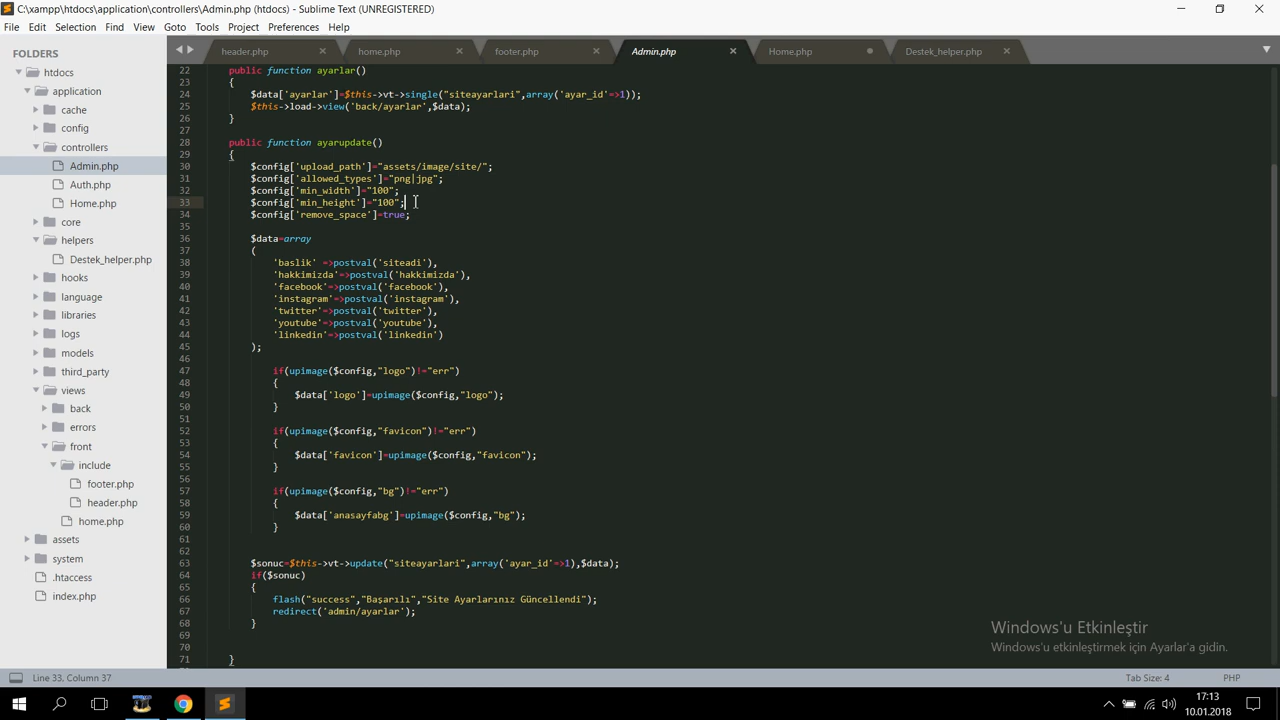 C:\xampp\htdocs\application\controllers\Admin.php (htdocs) - Sublime Text (UNREGISTERED)
File Edit Selection Find View Goto Tools Project Preferences Help
FOLDERS
htdocs
application
cache
config
controllers
Admin.php
Auth.php
Home.php
core
helpers
Destek_helper.php
hooks
language
libraries
logs
models
third_party
views
back
errors
front
include
footer.php
header.php
home.php
assets
system
.htaccess
index.php
header.php home.php footer.php Admin.php Home.php Destek_helper.php
22 public function ayarlar()
23 {
24 $data['ayarlar']=$this->vt->single("siteayarlari",array('ayar_id'=>1));
25 $this->load->view('back/ayarlar',$data);
26 }
27
28 public function ayarupdate()
29 {
30 $config['upload_path']="assets/image/site/";
31 $config['allowed_types']="png|jpg";
32 $config['min_width']="100";
33 $config['min_height']="100";
34 $config['remove_space']=true;
35
36 $data=array
37 (
38 'baslik' =>postval('siteadi'),
39 'hakkimizda'=>postval('hakkimizda'),
40 'facebook'=>postval('facebook'),
41 'instagram'=>postval('instagram'),
42 'twitter'=>postval('twitter'),
43 'youtube'=>postval('youtube'),
44 'linkedin'=>postval('linkedin')
45 );
46
47 if(upimage($config,"logo")!="err")
48 {
49 $data['logo']=upimage($config,"logo");
50 }
51
52 if(upimage($config,"favicon")!="err")
53 {
54 $data['favicon']=upimage($config,"favicon");
55 }
56
57 if(upimage($config,"bg")!="err")
58 {
59 $data['anasayfabg']=upimage($config,"bg");
60 }
61
62
63 $sonuc=$this->vt->update("siteayarlari",array('ayar_id'=>1),$data);
64 if($sonuc)
65 {
66 flash("success","Başarılı","Site Ayarlarınız Güncellendi");
67 redirect('admin/ayarlar');
68 }
69
70
71 }
Windows'u Etkinleştir
Windows'u etkinleştirmek için Ayarlar'a gidin.
Line 33, Column 37 Tab Size: 4 PHP
17:13
10.01.2018